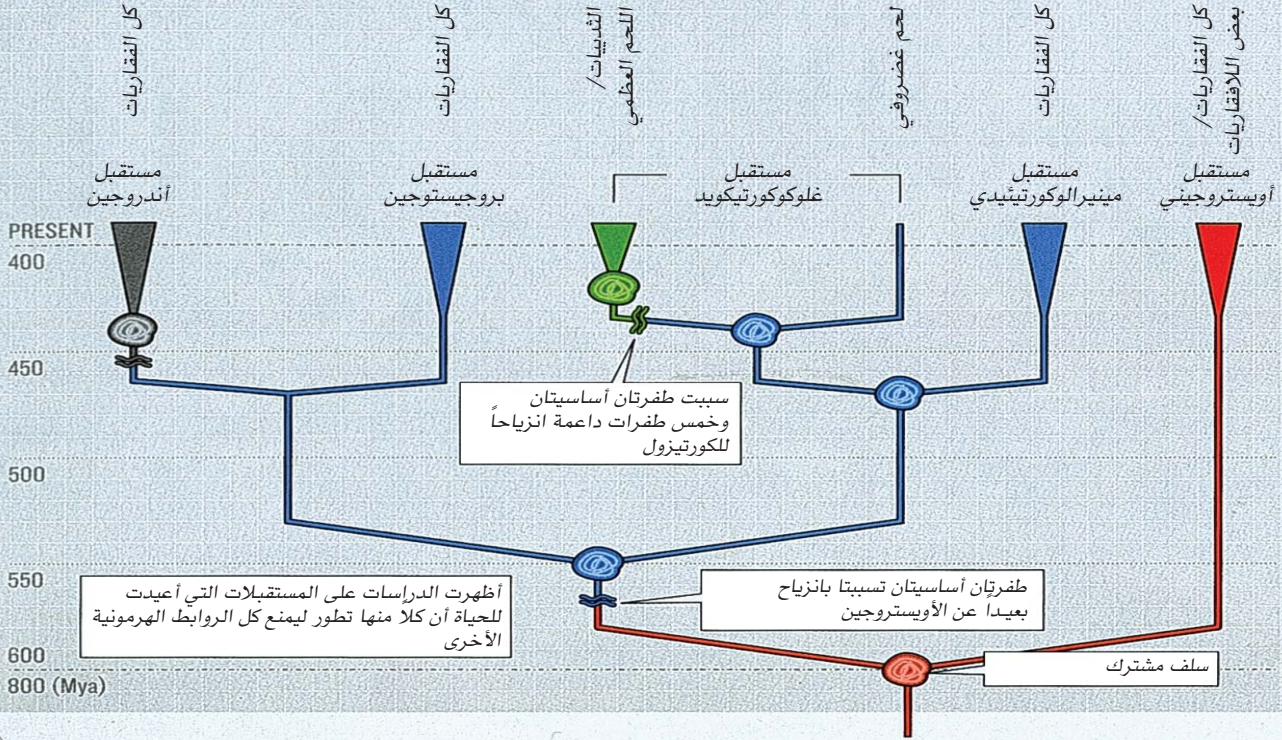 كل الفقاريات
كل الفقاريات
الثدييات/
اللحم العظمي
لحم غضروفي
كل الفقاريات
كل الفقاريات/
بعض اللافقاريات
مستقبل
أندروجين
مستقبل
بروجيستوجين
مستقبل
غلوكوكورتيكويد
مستقبل
مينيرالوكورتيئيدي
مستقبل
أويستروجيني
PRESENT
400
450
سببت طفرتان أساسيتان
وخمس طفرات داعمة انزياحاً
للكورتيزول
500
550
أظهرت الدراسات على المستقبلات التي أعيدت
للحياة أن كلاً منها تطور ليمنع كل الروابط الهرمونية
الأخرى
طفرتان أساسيتان تسببتا بانزياح
بعيداً عن الأويستروجين
600
سلف مشترك
800 (Mya)